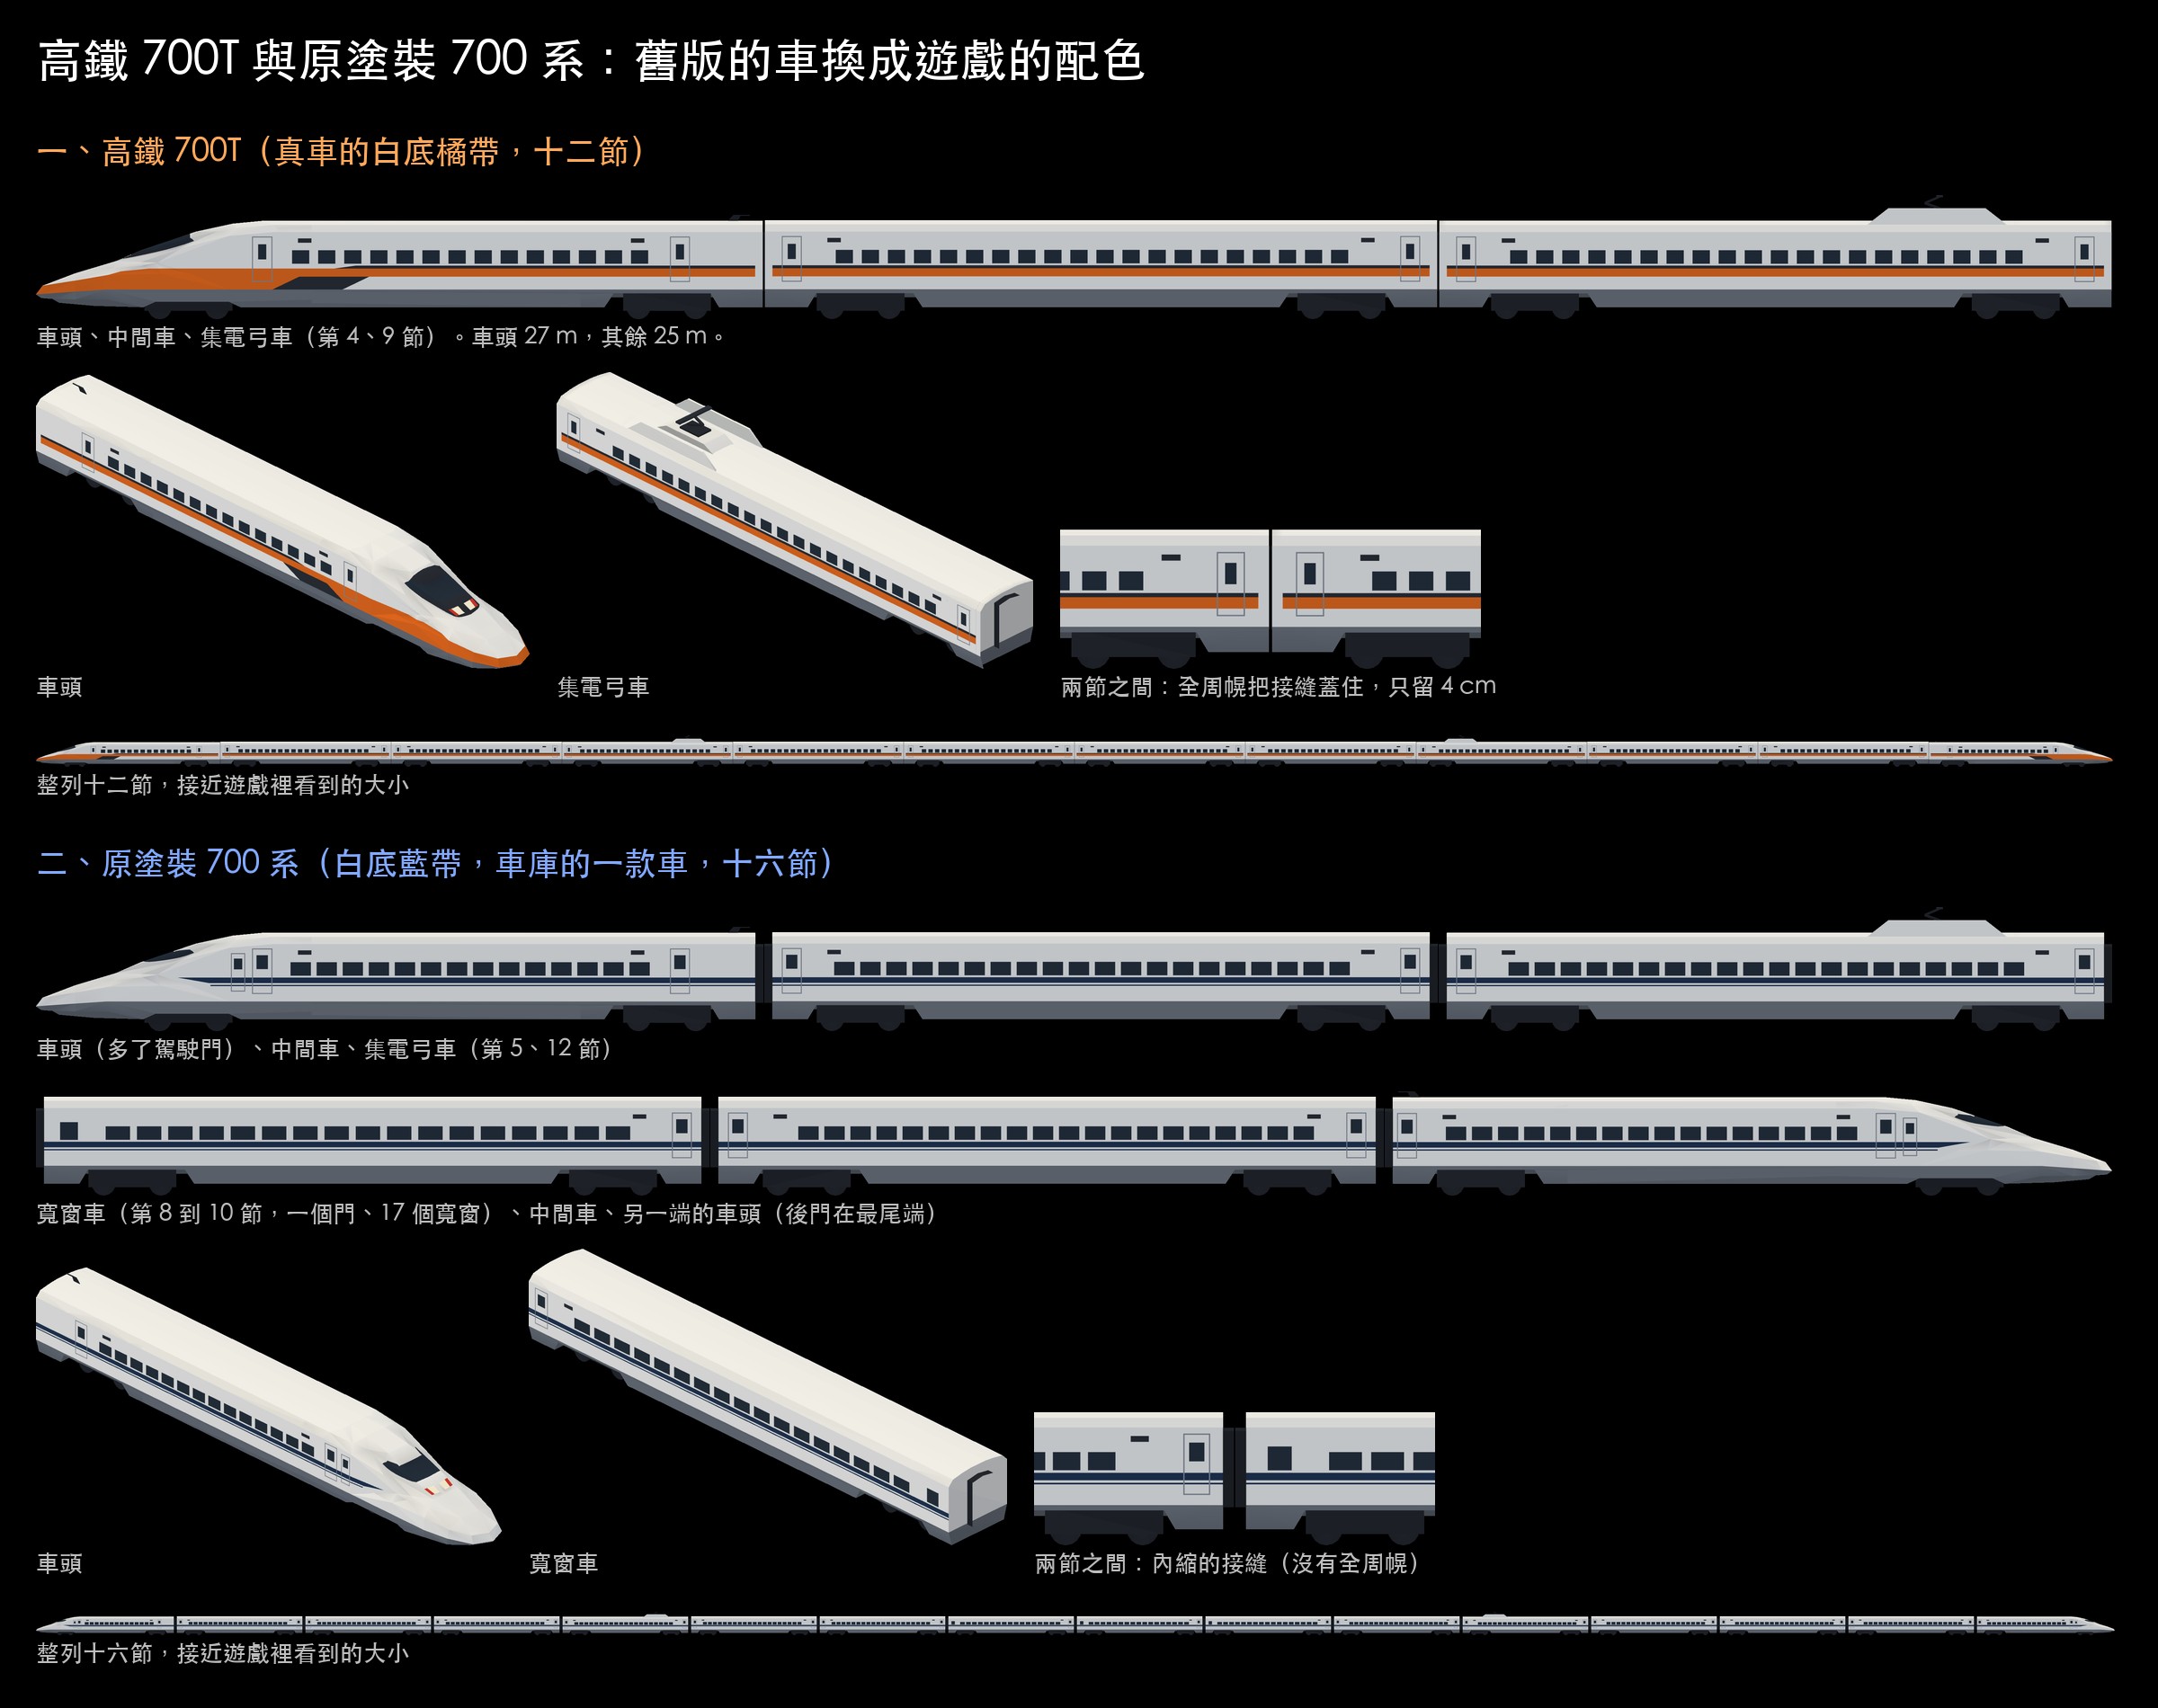 高鐵 700T 與原塗裝 700 系：舊版的車換成遊戲的配色
一、高鐵 700T（真車的白底橘帶，十二節）
車頭、中間車、集電弓車（第 4、9 節）。車頭 27 m，其餘 25 m。
車頭
集電弓車
兩節之間：全周幌把接縫蓋住，只留 4 cm
整列十二節，接近遊戲裡看到的大小
二、原塗裝 700 系（白底藍帶，車庫的一款車，十六節）
車頭（多了駕駛門）、中間車、集電弓車（第 5、12 節）
寬窗車（第 8 到 10 節，一個門、17 個寬窗）、中間車、另一端的車頭（後門在最尾端）
車頭
寬窗車
兩節之間：內縮的接縫（沒有全周幌）
整列十六節，接近遊戲裡看到的大小